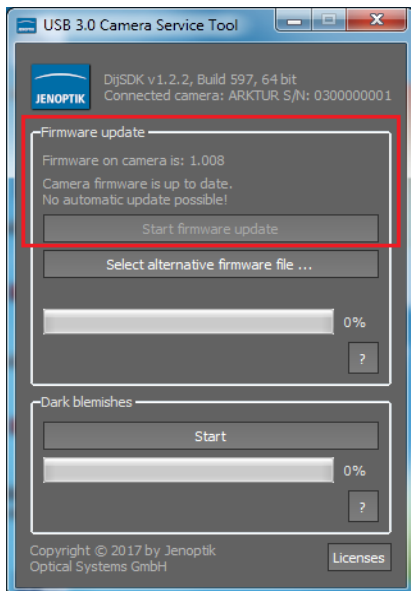 USB 3.0 Camera Service Tool
DijSDK v1.2.2, Build 597, 64 bit
JENOPTIK
Connected camera: ARKTUR S/N: 0300000001
Firmware update
Firmware on camera is: 1.008
Camera firmware is up to date.
No automatic update possible!
Start firmware update
Select alternative firmware file ...
0%
?
Dark blemishes
Start
0%
?
Copyright © 2017 by Jenoptik
Optical Systems GmbH
Licenses